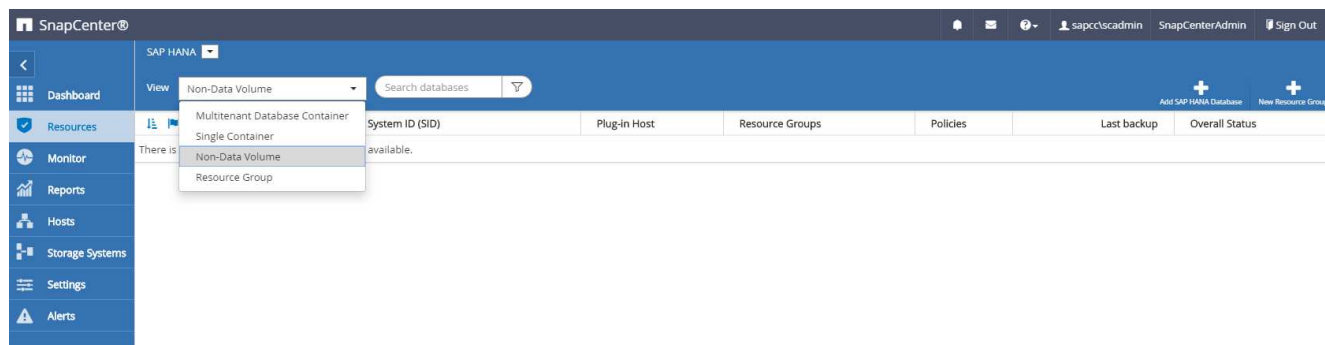 SnapCenter®
sapcc\scadmin SnapCenterAdmin Sign Out
SAP HANA
View Non-Data Volume Search databases
Add SAP HANA Database New Resource Grou
Dashboard
Resources
Monitor
Reports
Hosts
Storage Systems
Settings
Alerts
Multitenant Database Container
Single Container
Non-Data Volume
Resource Group
System ID (SID) Plug-in Host Resource Groups Policies Last backup Overall Status
There is available.